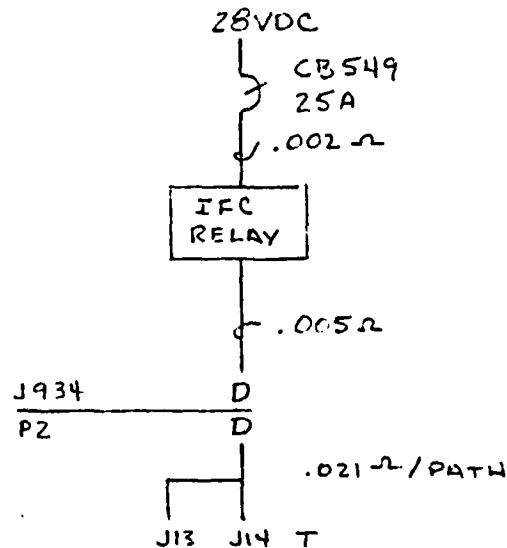 28VDC
CB549
25A
.002 Ω
IFC
RELAY
.005 Ω
J934 D
P2 D
.021 Ω / PATH
J13 J14 T